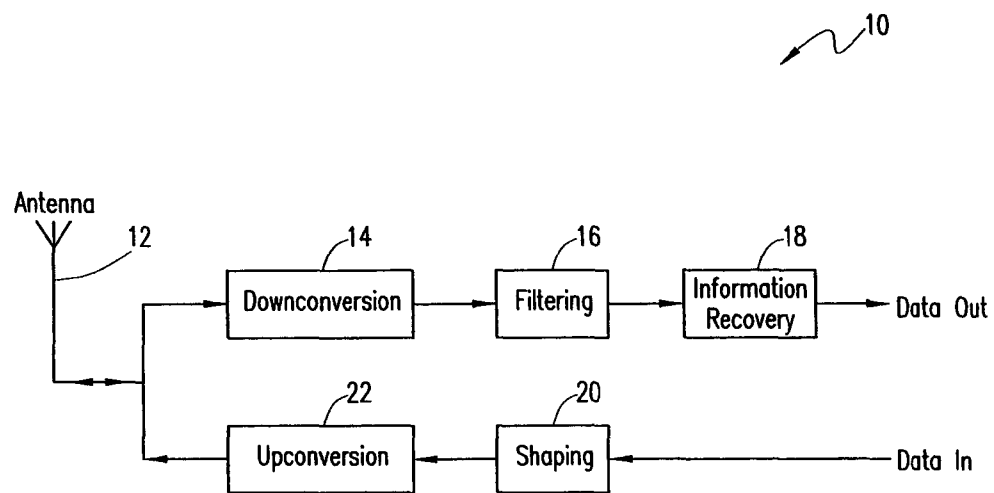 10
Antenna
12
14
16
18
Downconversion
Filtering
Information
Recovery
Data Out
22
20
Upconversion
Shaping
Data In